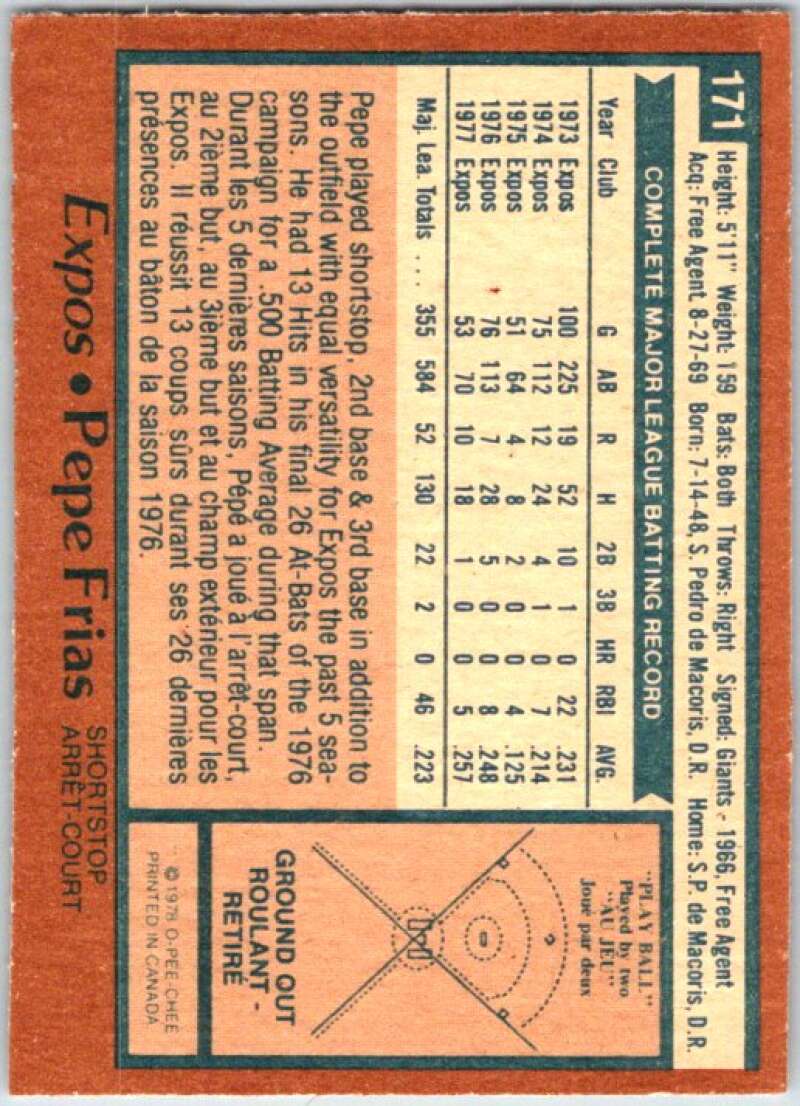 171
Height: 5'11" Weight: 159 Bats: Both Throws: Right Signed: Giants - 1966, Free Agent
Acq: Free Agent, 8-27-69 Born: 7-14-48, S. Pedro de Macoris, D.R. Home: S.P. de Macoris, D.R.
COMPLETE MAJOR LEAGUE BATTING RECORD
Year Club G AB R H 2B 3B HR RBI AVG.
1973 Expos 100 225 19 52 10 1 0 22 .231
1974 Expos 75 112 12 24 4 1 0 7 .214
1975 Expos 51 64 4 8 2 0 0 4 .125
1976 Expos 76 113 7 28 5 0 0 8 .248
1977 Expos 53 70 10 18 1 0 0 5 .257
Maj. Lea. Totals ... 355 584 52 130 22 2 0 46 .223
Pepe played shortstop, 2nd base & 3rd base in addition to
the outfield with equal versatility for Expos the past 5 sea-
sons. He had 13 Hits in his final 26 At-Bats of the 1976
campaign for a .500 Batting Average during that span.
Durant les 5 dernières saisons, Pépé a joué à l'arrêt-court,
au 2ième but, au 3ième but et au champ extérieur pour les
Expos. Il réussit 13 coups sûrs durant ses 26 dernières
présences au bâton de la saison 1976.
"PLAY BALL"
Played by two
"AU JEU"
Joué par deux
GROUND OUT
ROULANT -
RETIRÉ
© 1978 O-PEE-CHEE
PRINTED IN CANADA
Expos • Pepe Frias
SHORTSTOP
ARRÊT-COURT